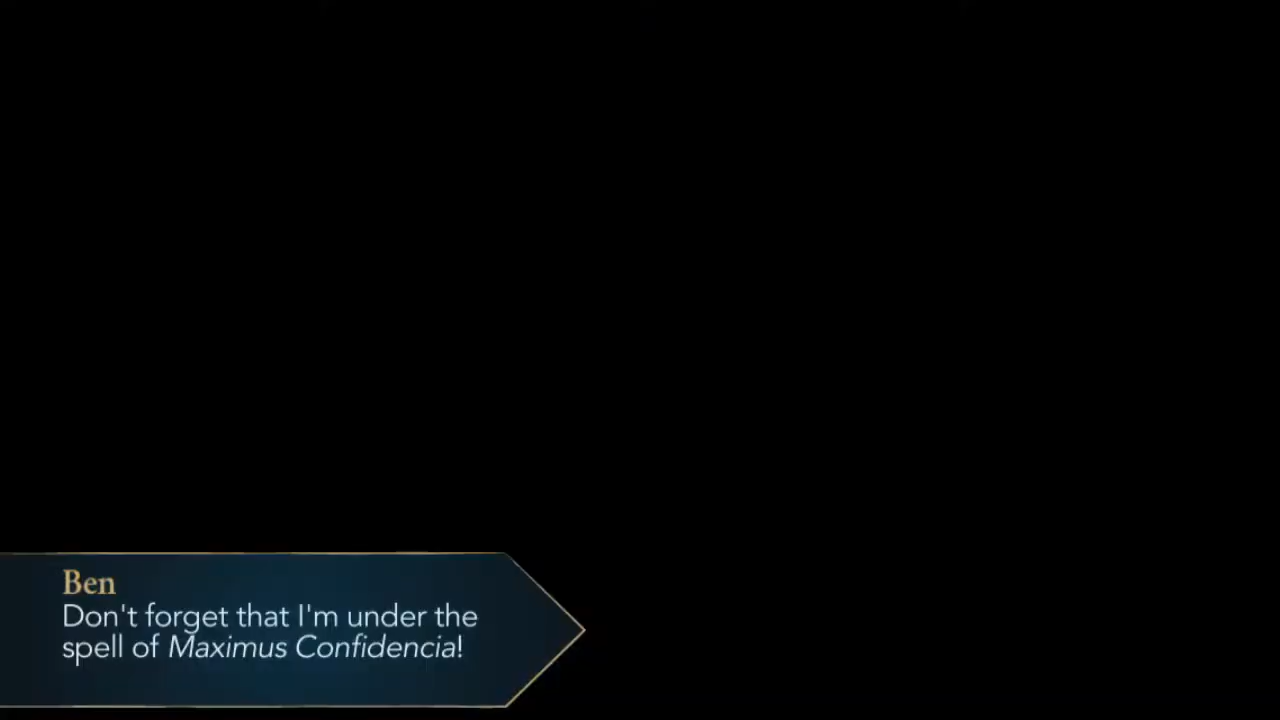 Ben
Don't forget that I'm under the
spell of Maximus Confidencia!